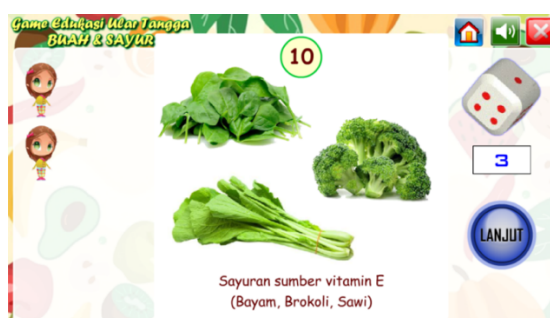 Game Edukasi Ular Tangga
BUAH & SAYUR
10
3
LANJUT
Sayuran sumber vitamin E
(Bayam, Brokoli, Sawi)